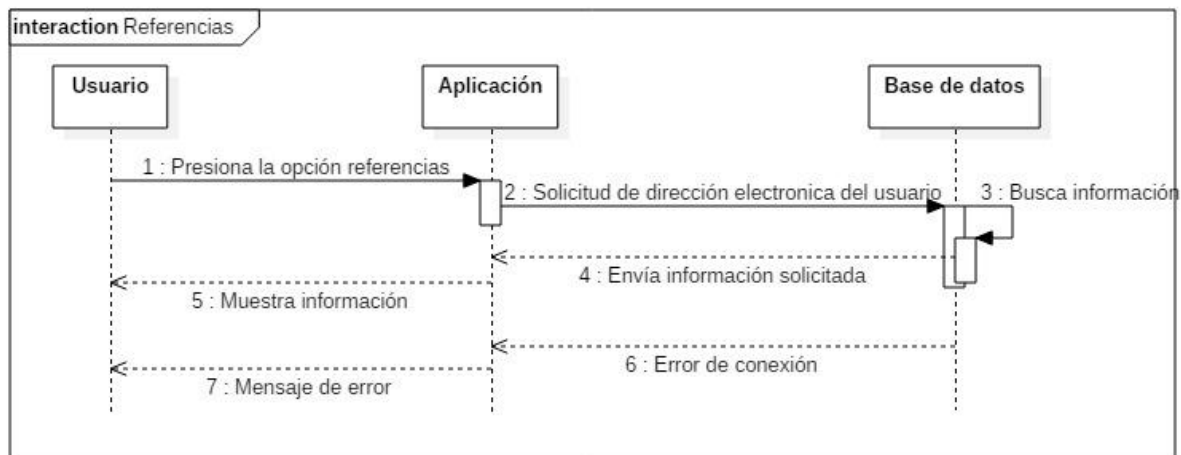 interaction Referencias
Usuario
Aplicación
Base de datos
1 : Presiona la opción referencias
2 : Solicitud de dirección electronica del usuario
3 : Busca información
4 : Envía información solicitada
5 : Muestra información
6 : Error de conexión
7 : Mensaje de error